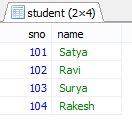 student (2×4)
sno name
101 Satya
102 Ravi
103 Surya
104 Rakesh